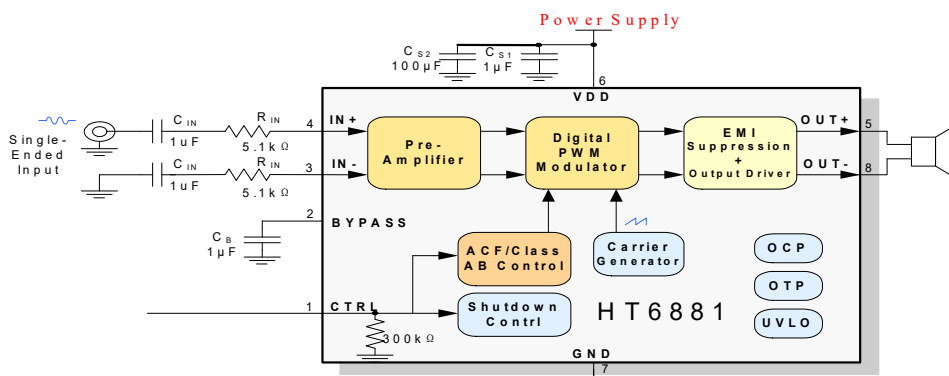 Power Supply
C S2
100μF
C S1
1μF
6
VDD
Single-
Ended
Input
C IN
1uF
R IN
5.1kΩ
4
IN+
C IN
1uF
R IN
5.1kΩ
3
IN-
Pre-
Amplifier
Digital
PWM
Modulator
EMI
Suppression
+
Output Driver
OUT+
5
OUT-
8
2
BYPASS
C B
1μF
ACF/Class
AB Control
Carrier
Generator
OCP
OTP
UVLO
1
CTRL
Shutdown
Contrl
300kΩ
HT6881
GND
7